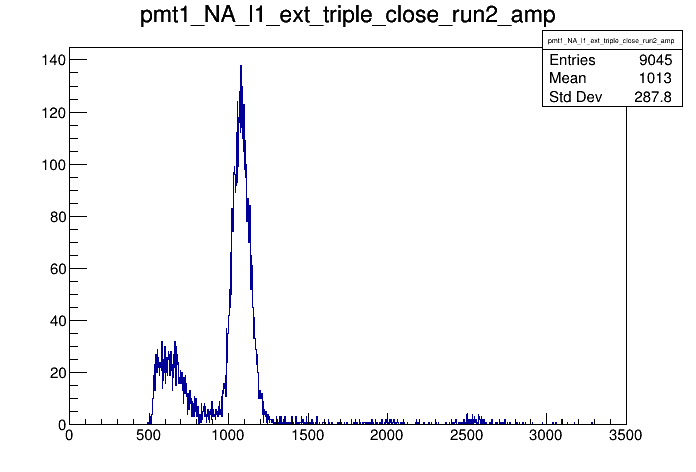 pmt1_NA_l1_ext_triple_close_run2_amp
pmt1_NA_l1_ext_triple_close_run2_amp
Entries 9045
Mean 1013
Std Dev 287.8
140
120
100
80
60
40
20
0
0 500 1000 1500 2000 2500 3000 3500